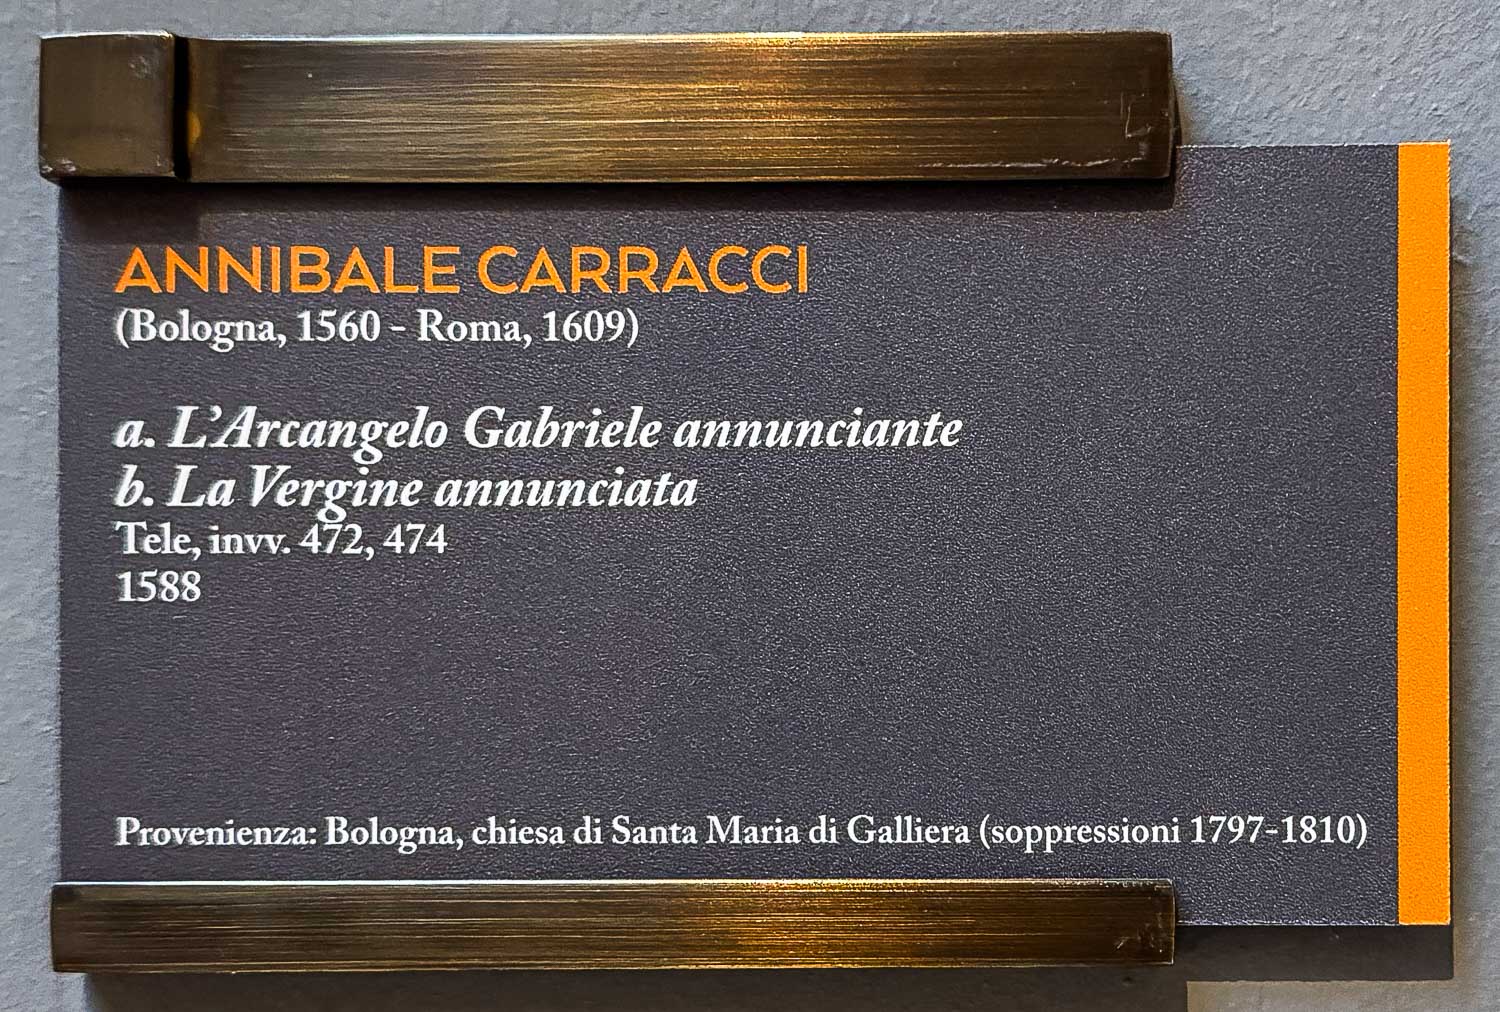 ANNIBALE CARRACCI
(Bologna, 1560 - Roma, 1609)
a. L’Arcangelo Gabriele annunciante
b. La Vergine annunciata
Tele, invv. 472, 474
1588
Provenienza: Bologna, chiesa di Santa Maria di Galliera (soppressioni 1797-1810)